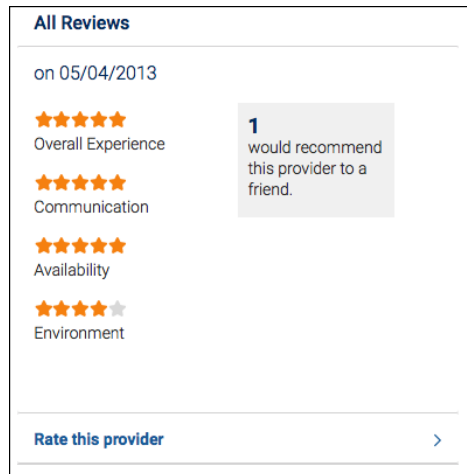 All Reviews
on 05/04/2013
Overall Experience
1
would recommend
this provider to a
friend.
Communication
Availability
Environment
Rate this provider